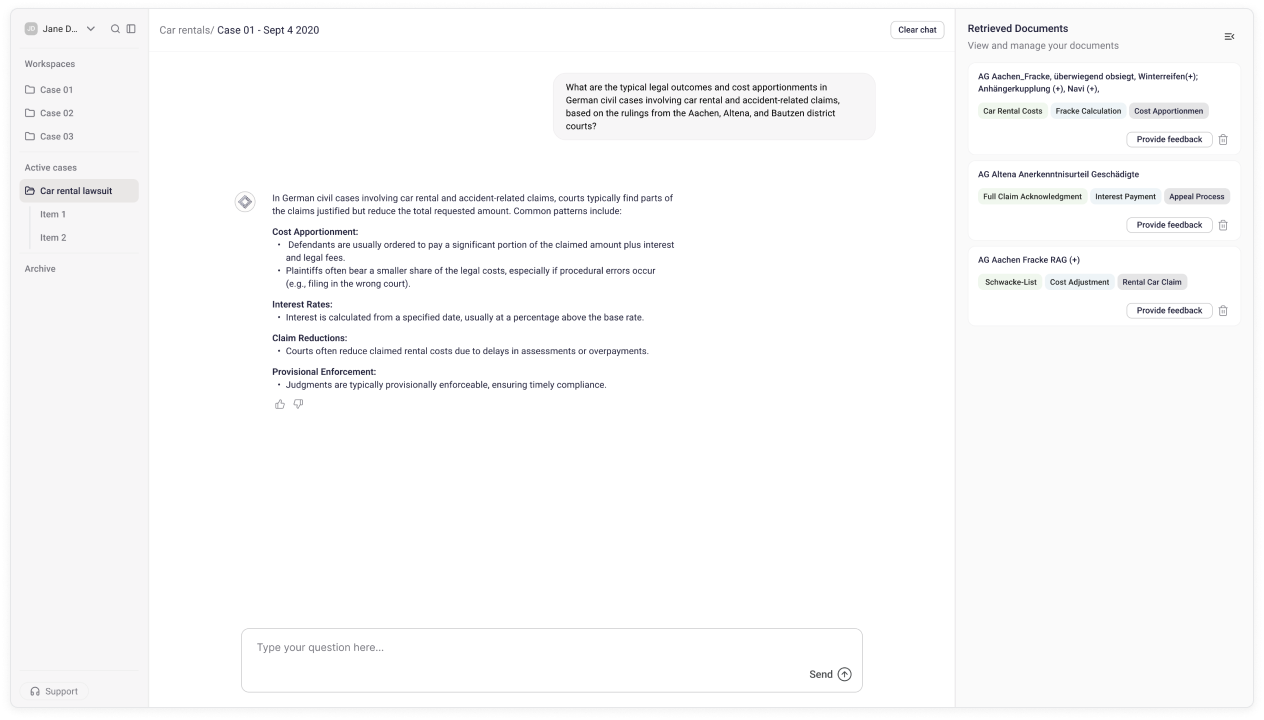 JD Jane D...
Workspaces
Case 01
Case 02
Case 03
Active cases
Car rental lawsuit
Item 1
Item 2
Archive
Support
Car rentals/ Case 01 - Sept 4 2020
Clear chat
What are the typical legal outcomes and cost apportionments in
German civil cases involving car rental and accident-related claims,
based on the rulings from the Aachen, Altena, and Bautzen district
courts?
In German civil cases involving car rental and accident-related claims, courts typically find parts of
the claims justified but reduce the total requested amount. Common patterns include:
Cost Apportionment:
• Defendants are usually ordered to pay a significant portion of the claimed amount plus interest
and legal fees.
• Plaintiffs often bear a smaller share of the legal costs, especially if procedural errors occur
(e.g., filing in the wrong court).
Interest Rates:
• Interest is calculated from a specified date, usually at a percentage above the base rate.
Claim Reductions:
• Courts often reduce claimed rental costs due to delays in assessments or overpayments.
Provisional Enforcement:
• Judgments are typically provisionally enforceable, ensuring timely compliance.
Type your question here...
Send
Retrieved Documents
View and manage your documents
AG Aachen_Fracke, überwiegend obsiegt, Winterreifen(+);
Anhängerkupplung (+), Navi (+),
Car Rental Costs Fracke Calculation Cost Apportionmen
Provide feedback
AG Altena Anerkenntnisurteil Geschädigte
Full Claim Acknowledgment Interest Payment Appeal Process
Provide feedback
AG Aachen Fracke RAG (+)
Schwacke-List Cost Adjustment Rental Car Claim
Provide feedback